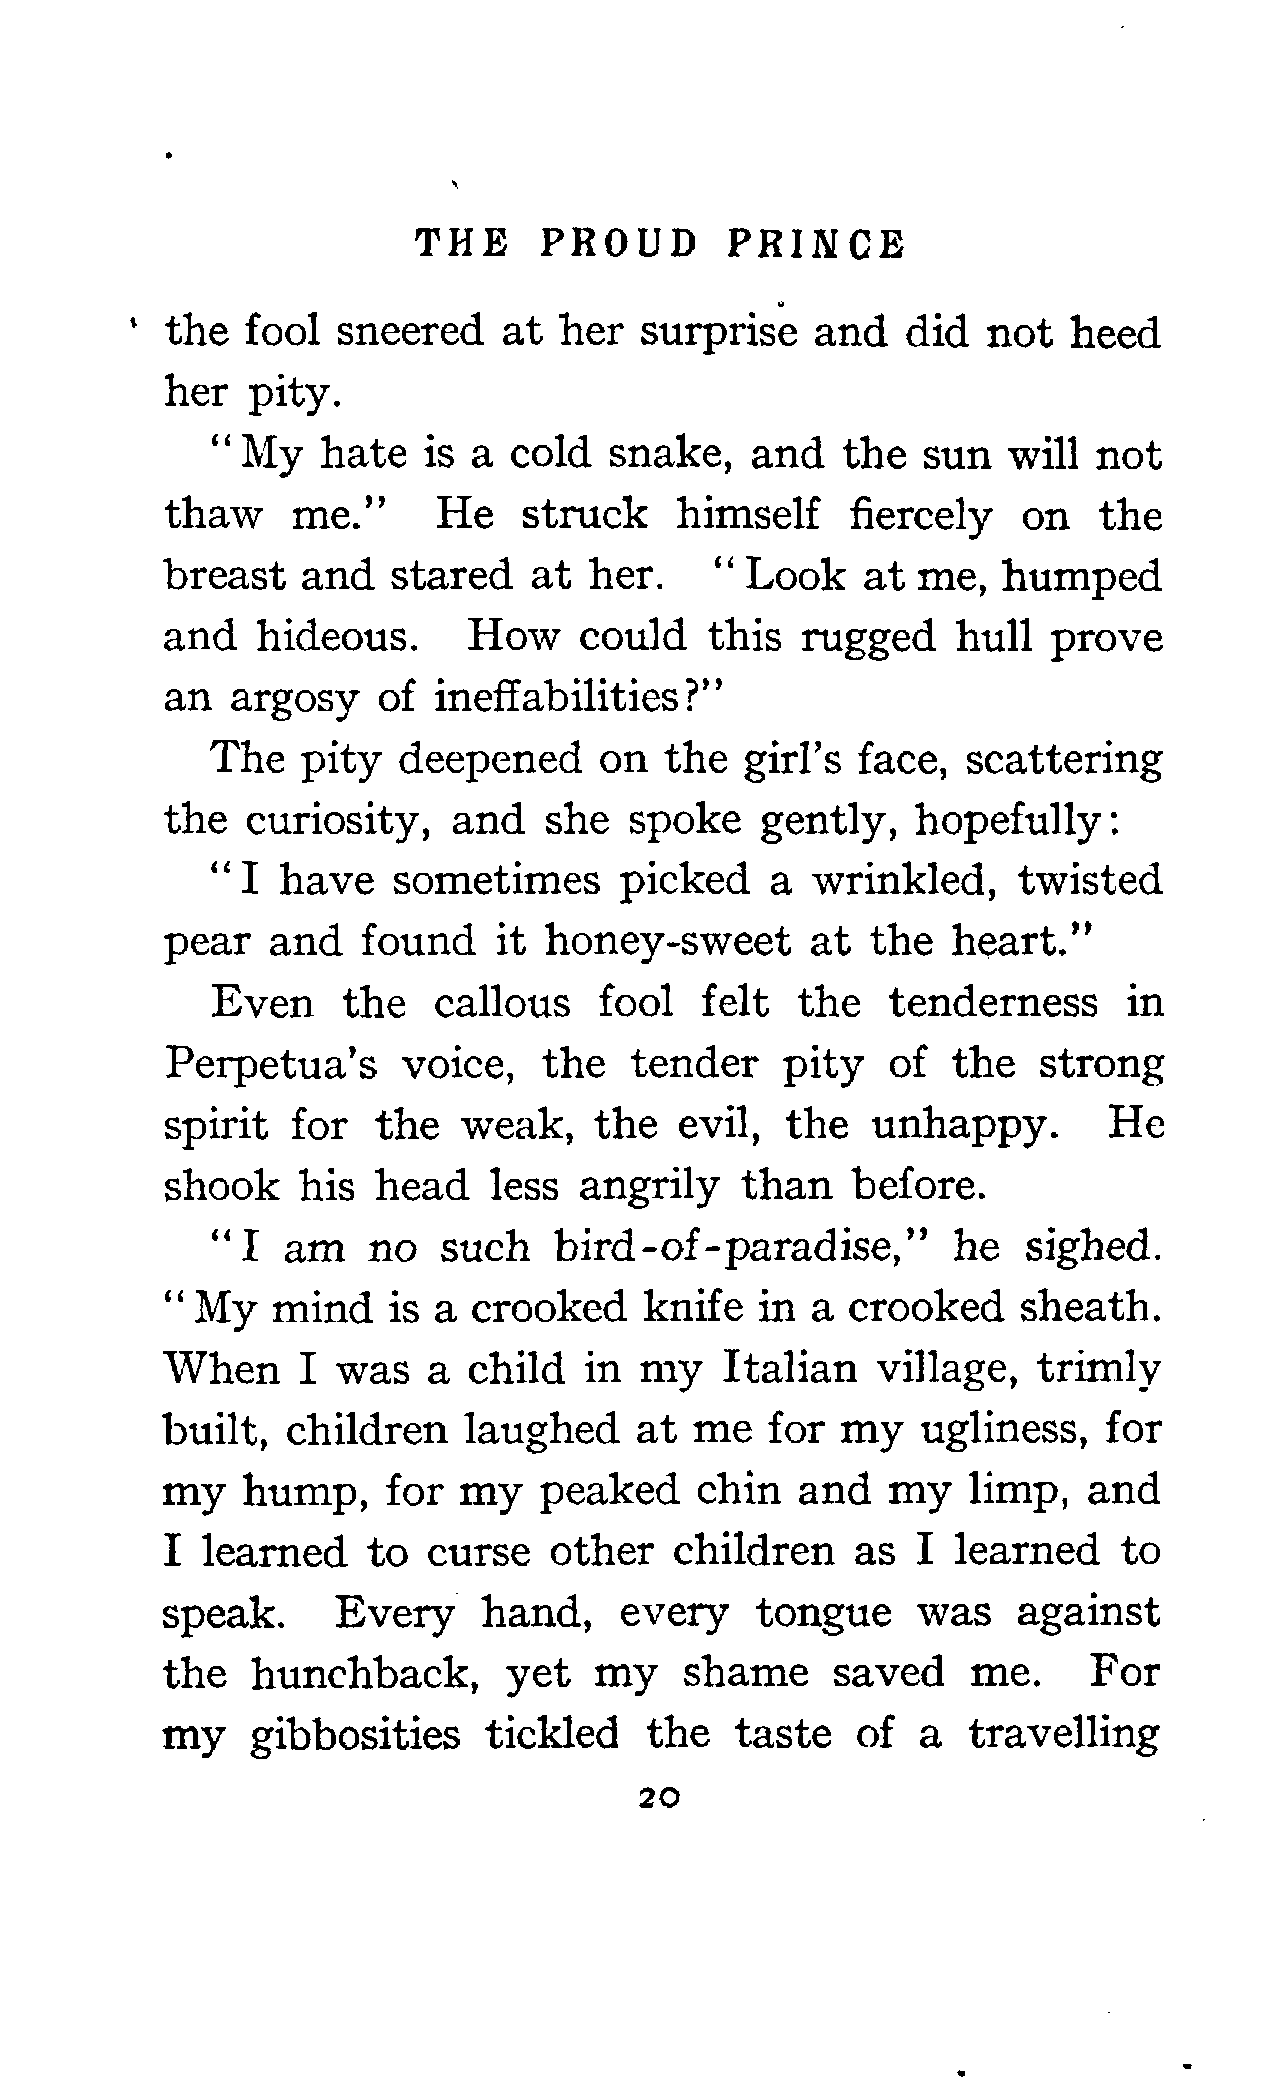 THE PROUD PRINCE
the fool sneered at her surprise and did not heed
her pity.
"My hate is a cold snake, and the sun will not
thaw me." He struck himself fiercely on the
breast and stared at her. "Look at me, humped
and hideous. How could this rugged hull prove
an argosy of ineffabilities?"
The pity deepened on the girl's face, scattering
the curiosity, and she spoke gently, hopefully:
"I have sometimes picked a wrinkled, twisted
pear and found it honey-sweet at the heart."
Even the callous fool felt the tenderness in
Perpetua's voice, the tender pity of the strong
spirit for the weak, the evil, the unhappy. He
shook his head less angrily than before.
"I am no such bird-of-paradise," he sighed.
"My mind is a crooked knife in a crooked sheath.
When I was a child in my Italian village, trimly
built, children laughed at me for my ugliness, for
my hump, for my peaked chin and my limp, and
I learned to curse other children as I learned to
speak. Every hand, every tongue was against
the hunchback, yet my shame saved me. For
my gibbosities tickled the taste of a travelling
20